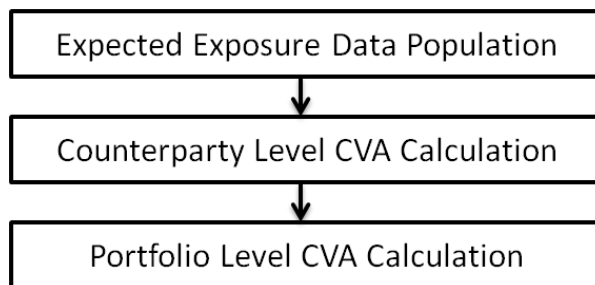 Expected Exposure Data Population
Counterparty Level CVA Calculation
Portfolio Level CVA Calculation